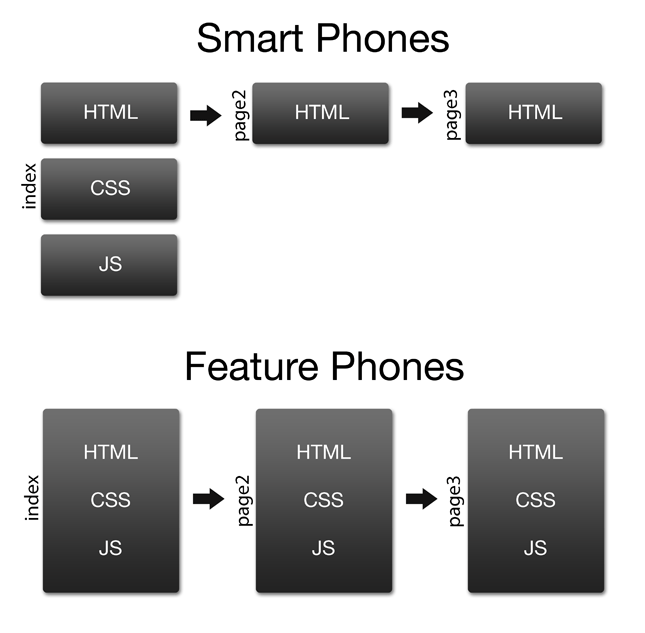 Smart Phones
index
HTML
CSS
JS
page2
HTML
page3
HTML
Feature Phones
index
HTML
CSS
JS
page2
HTML
CSS
JS
page3
HTML
CSS
JS